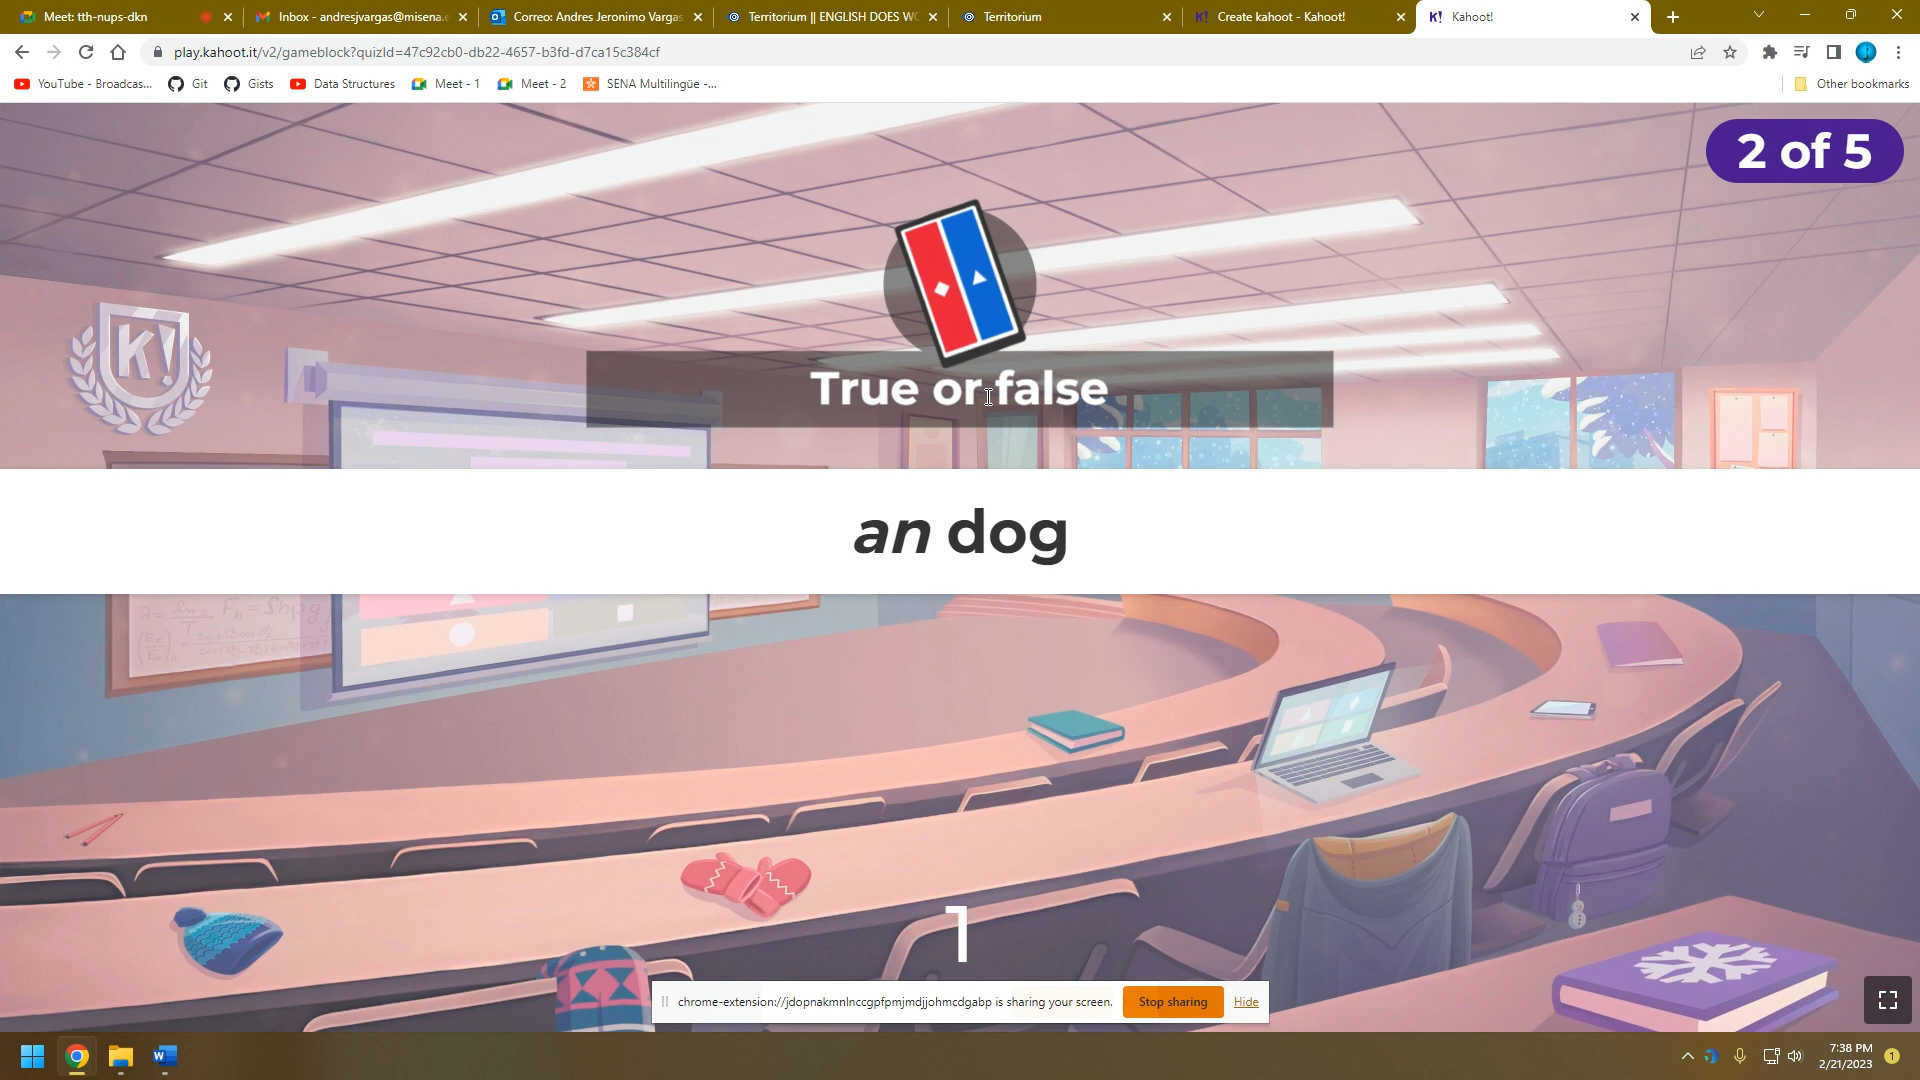 Meet: tth-nups-dkn
Inbox - andresjvargas@misena.e
Correo: Andres Jeronimo Vargas
Territorium || ENGLISH DOES WO
Territorium
K! Create kahoot - Kahoot!
K! Kahoot!
play.kahoot.it/v2/gameblock?quizId=47c92cb0-db22-4657-b3fd-d7ca15c384cf
YouTube - Broadcas...
Git
Gists
Data Structures
Meet - 1
Meet - 2
SENA Multilingüe -...
Other bookmarks
2 of 5
K!
True or false
an dog
1
chrome-extension://jdopnakmnlnccgpfpmjmdjjohmcdgabp is sharing your screen.
Stop sharing
Hide
7:38 PM
2/21/2023
1